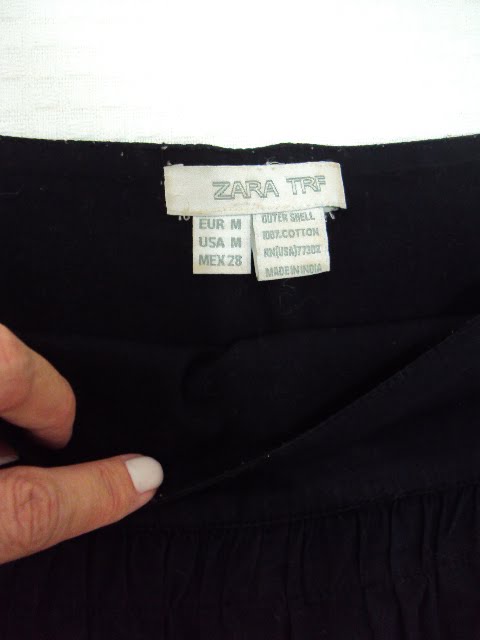 ZARA TRF
EUR M
USA M
MEX 28
OUTER SHELL
100% COTTON
RN(USA)77302
MADE IN INDIA